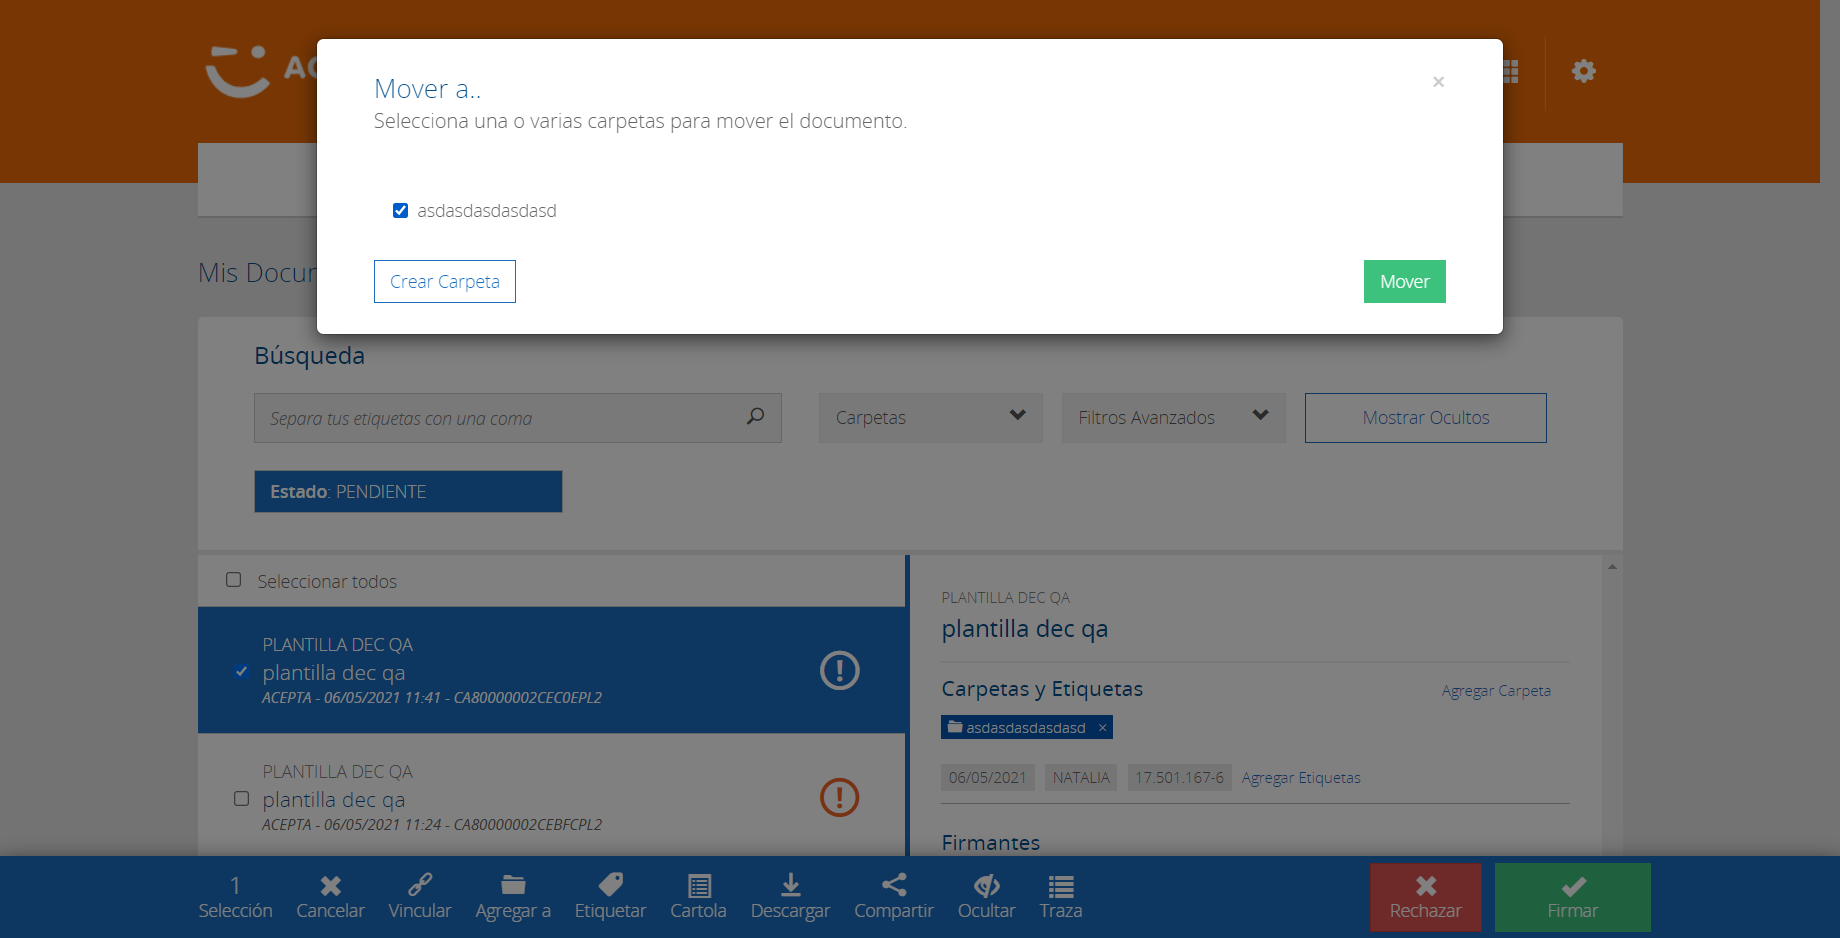 Mover a..
×
Selecciona una o varias carpetas para mover el documento.
asdasdasdasdasd
Crear Carpeta
Mover
Búsqueda
Separa tus etiquetas con una coma
Carpetas
Filtros Avanzados
Mostrar Ocultos
Estado: PENDIENTE
Seleccionar todos
PLANTILLA DEC QA
plantilla dec qa
ACEPTA - 06/05/2021 11:41 - CA80000002CEC0EPL2
PLANTILLA DEC QA
plantilla dec qa
ACEPTA - 06/05/2021 11:24 - CA80000002CEBFCPL2
PLANTILLA DEC QA
plantilla dec qa
Carpetas y Etiquetas
Agregar Carpeta
asdasdasdasdasd ×
06/05/2021 NATALIA 17.501.167-6 Agregar Etiquetas
Firmantes
1
Selección Cancelar Vincular Agregar a Etiquetar Cartola Descargar Compartir Ocultar Traza Rechazar Firmar